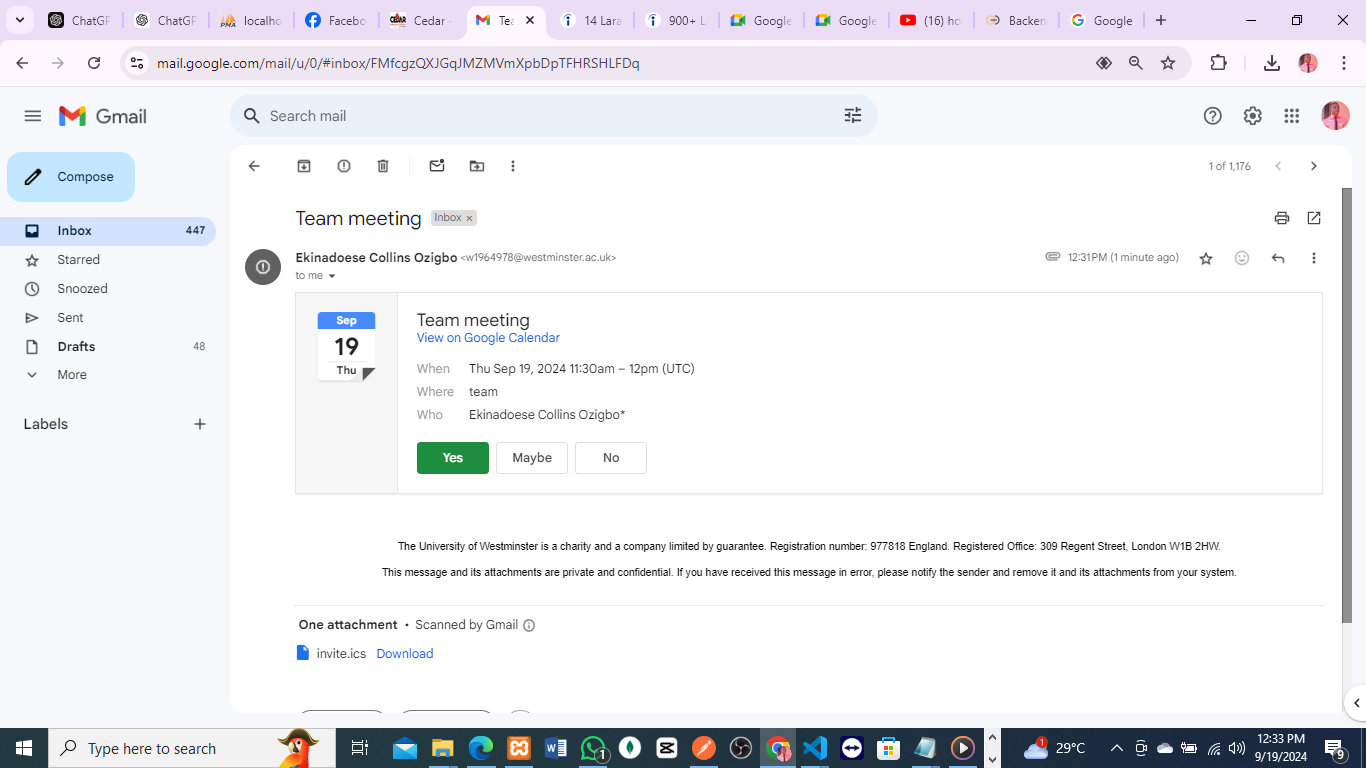 ChatGP
ChatGP
localho
Facebo
Cedar -
Tea
14 Lara
900+ L
Google
Google
(16) ho
Backen
Google
mail.google.com/mail/u/0/#inbox/FMfcgzQXJGqJMZMVmXpbDpTFHRSHLFDq
Gmail
Search mail
Compose
1 of 1,176
Inbox 447
Starred
Snoozed
Sent
Drafts 48
More
Labels
Team meeting Inbox ×
Ekinadoese Collins Ozigbo <w1964978@westminster.ac.uk> 12:31 PM (1 minute ago)
to me
Sep
19
Thu
Team meeting
View on Google Calendar
When Thu Sep 19, 2024 11:30am – 12pm (UTC)
Where team
Who Ekinadoese Collins Ozigbo*
Yes Maybe No
The University of Westminster is a charity and a company limited by guarantee. Registration number: 977818 England. Registered Office: 309 Regent Street, London W1B 2HW.
This message and its attachments are private and confidential. If you have received this message in error, please notify the sender and remove it and its attachments from your system.
One attachment • Scanned by Gmail
invite.ics Download
Type here to search
1
1
29°C
12:33 PM
9/19/2024
9